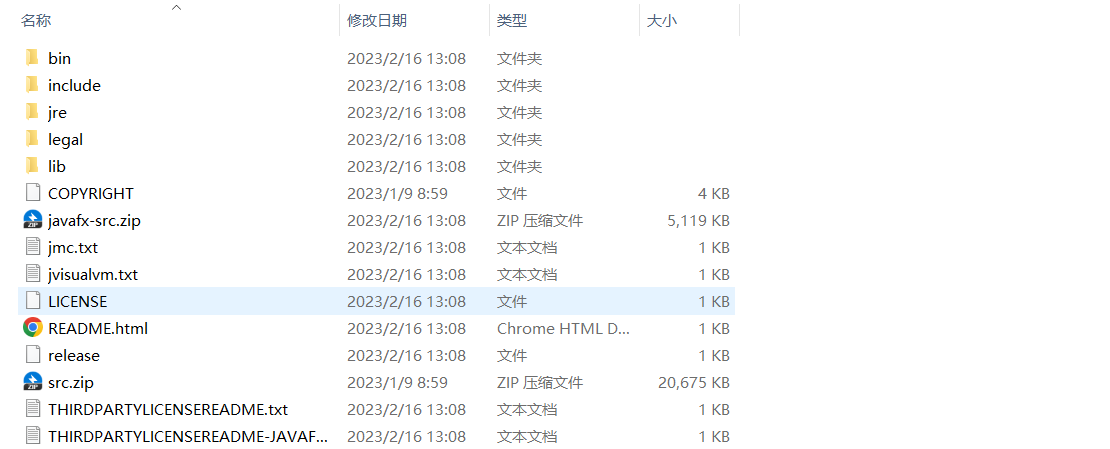 名称 修改日期 类型 大小
bin 2023/2/16 13:08 文件夹
include 2023/2/16 13:08 文件夹
jre 2023/2/16 13:08 文件夹
legal 2023/2/16 13:08 文件夹
lib 2023/2/16 13:08 文件夹
COPYRIGHT 2023/1/9 8:59 文件 4 KB
javafx-src.zip 2023/2/16 13:08 ZIP 压缩文件 5,119 KB
jmc.txt 2023/2/16 13:08 文本文档 1 KB
jvisualvm.txt 2023/2/16 13:08 文本文档 1 KB
LICENSE 2023/2/16 13:08 文件 1 KB
README.html 2023/2/16 13:08 Chrome HTML D... 1 KB
release 2023/2/16 13:08 文件 1 KB
src.zip 2023/1/9 8:59 ZIP 压缩文件 20,675 KB
THIRDPARTYLICENSEREADME.txt 2023/2/16 13:08 文本文档 1 KB
THIRDPARTYLICENSEREADME-JAVAF... 2023/2/16 13:08 文本文档 1 KB